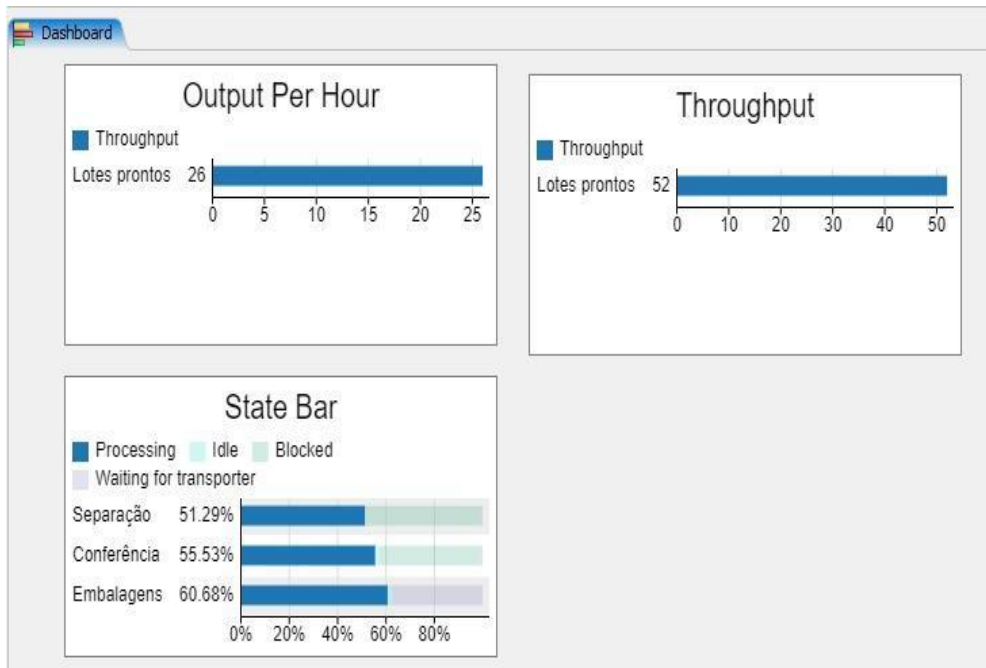 Dashboard
Output Per Hour
Throughput
Lotes prontos 26
0 5 10 15 20 25
Throughput
Throughput
Lotes prontos 52
0 10 20 30 40 50
State Bar
Processing Idle Blocked
Waiting for transporter
Separação 51.29%
Conferência 55.53%
Embalagens 60.68%
0% 20% 40% 60% 80%